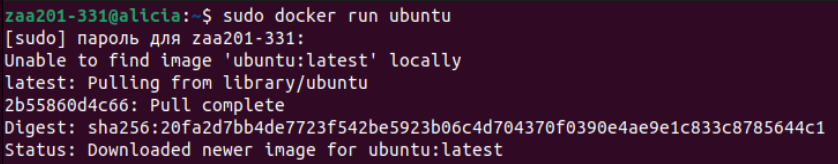 zaa201-331@alicia:~$ sudo docker run ubuntu
[sudo] пароль для zaa201-331:
Unable to find image 'ubuntu:latest' locally
latest: Pulling from library/ubuntu
2b55860d4c66: Pull complete
Digest: sha256:20fa2d7bb4de7723f542be5923b06c4d704370f0390e4ae9e1c833c8785644c1
Status: Downloaded newer image for ubuntu:latest